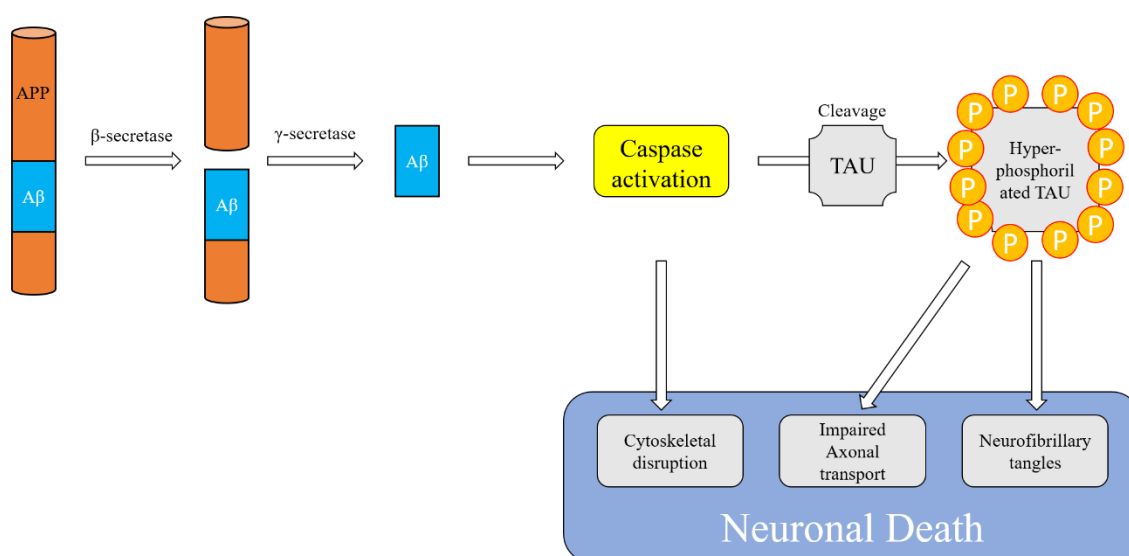 APP
Aβ
β-secretase
Aβ
γ-secretase
Aβ
Caspase
activation
Cleavage
TAU
P
P
P
P
P
P
Hyper-
phosphoril
ated TAU
P
P
P
P
P
P
Cytoskeletal
disruption
Impaired
Axonal
transport
Neurofibrillary
tangles
Neuronal Death